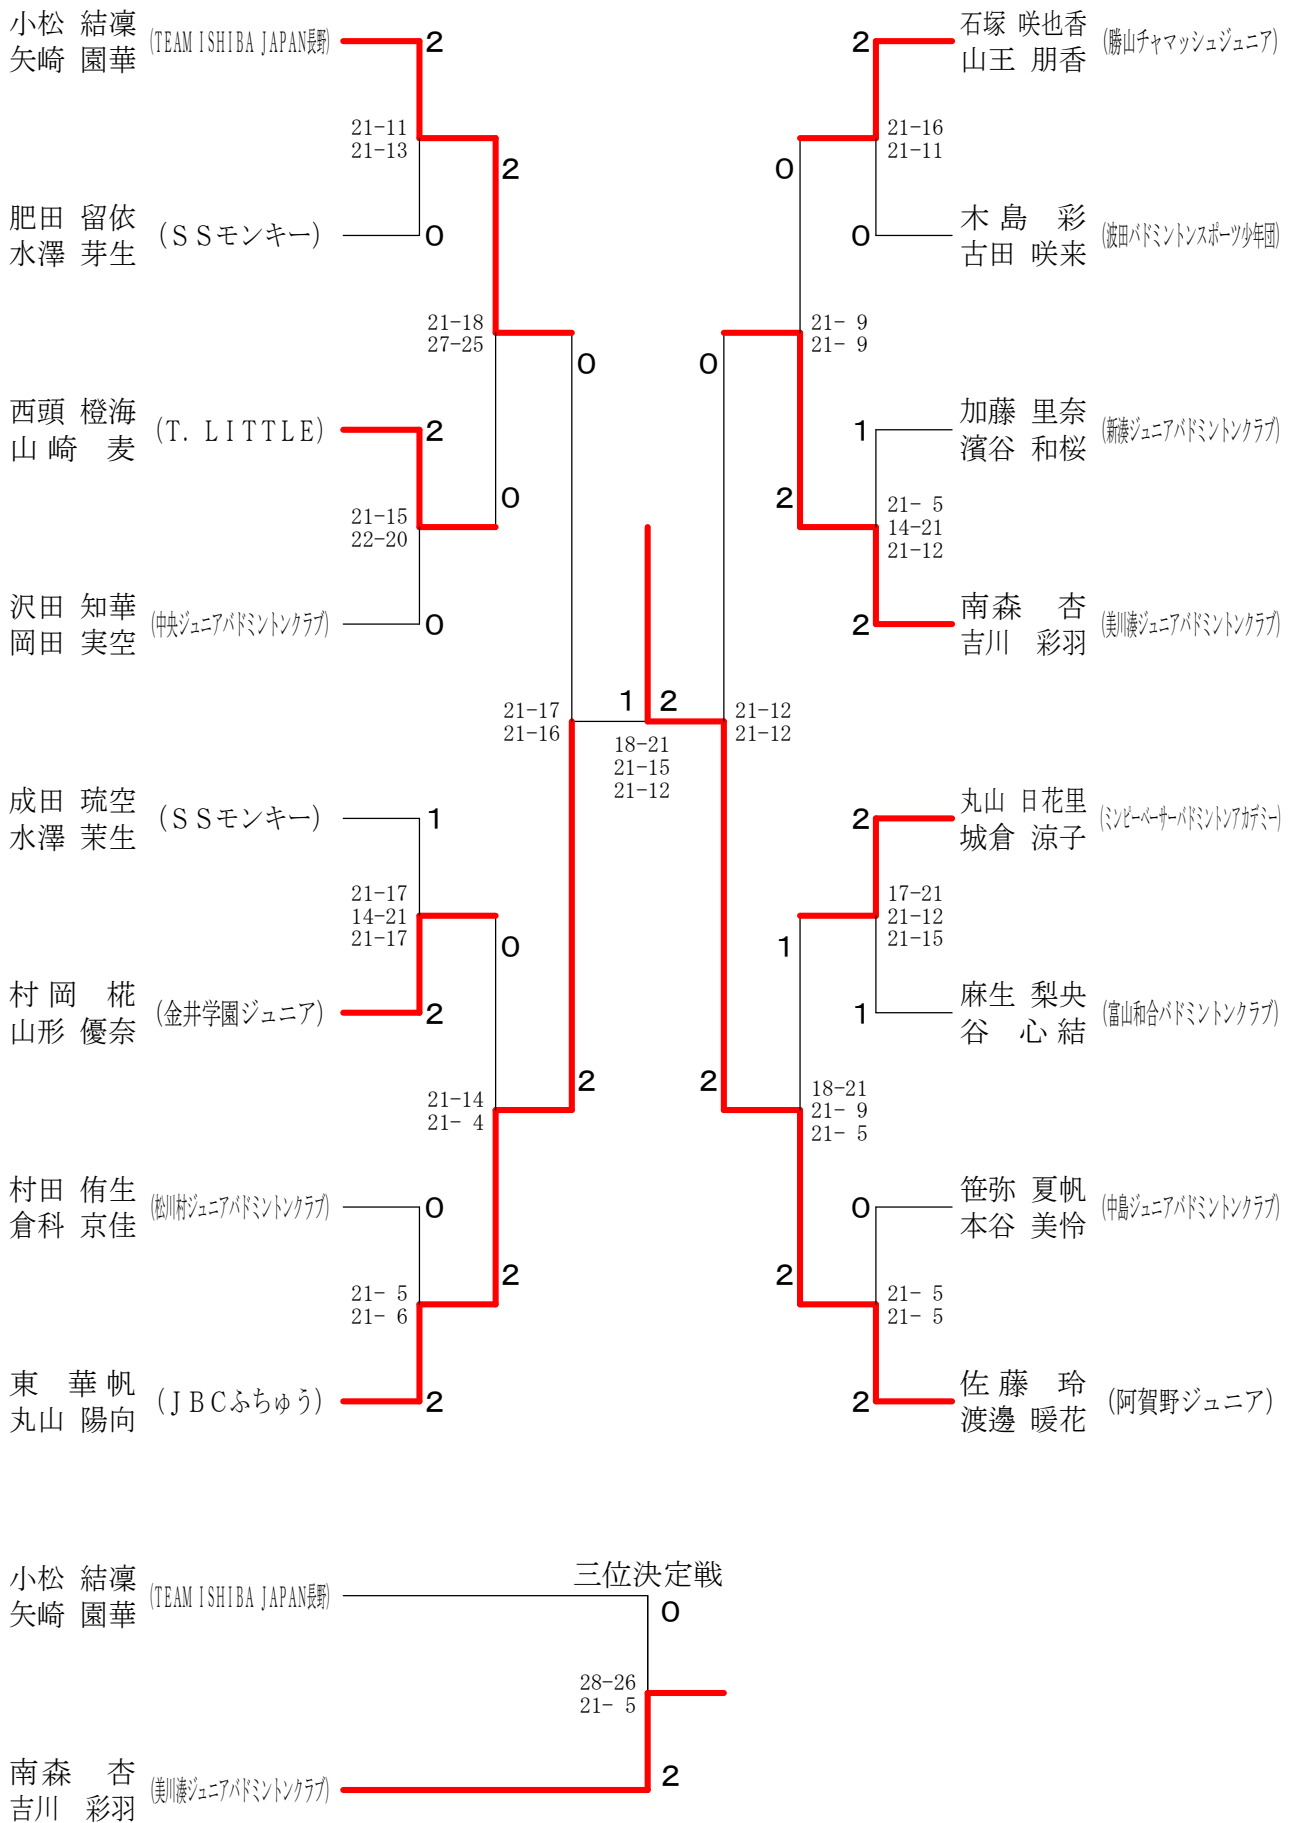 小松 結凜
矢崎 園華
(TEAM ISHIBA JAPAN長野)
2
21-11
21-13
2
肥田 留依
水澤 芽生
(SSモンキー)
0
21-18
27-25
0
西頭 橙海
山崎 麦
(T. LITTLE)
2
21-15
22-20
0
沢田 知華
岡田 実空
(中央ジュニアバドミントンクラブ)
0
21-17
21-16
成田 琉空
水澤 茉生
(SSモンキー)
1
21-17
14-21
21-17
0
村岡 椛
山形 優奈
(金井学園ジュニア)
2
21-14
21- 4
2
村田 侑生
倉科 京佳
(松川村ジュニアバドミントンクラブ)
0
21- 5
21- 6
2
東 華帆
丸山 陽向
(JBCふちゅう)
2
1
2
18-21
21-15
21-12
2
石塚 咲也香
山王 朋香
(勝山チャマッシュジュニア)
21-16
21-11
0
0
木島 彩
古田 咲来
(波田バドミントンスポーツ少年団)
21- 9
21- 9
0
1
加藤 里奈
濱谷 和桜
(新湊ジュニアバドミントンクラブ)
2
21- 5
14-21
21-12
2
南森 杏
吉川 彩羽
(美川湊ジュニアバドミントンクラブ)
21-12
21-12
2
丸山 日花里
城倉 涼子
(ミンピーペーサーバドミントンアカデミー)
17-21
21-12
21-15
1
1
麻生 梨央
谷 心結
(富山和合バドミントンクラブ)
2
18-21
21- 9
21- 5
0
笹弥 夏帆
本谷 美怜
(中島ジュニアバドミントンクラブ)
2
21- 5
21- 5
2
佐藤 玲
渡邊 暖花
(阿賀野ジュニア)
三位決定戦
小松 結凜
矢崎 園華
(TEAM ISHIBA JAPAN長野)
0
28-26
21- 5
南森 杏
吉川 彩羽
(美川湊ジュニアバドミントンクラブ)
2